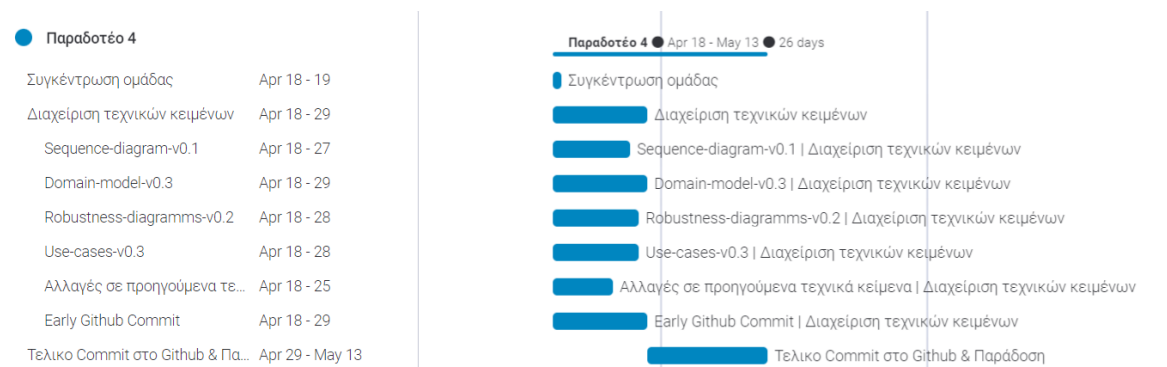 Παραδοτέο 4
Παραδοτέο 4 ● Apr 18 - May 13 ● 26 days
Συγκέντρωση ομάδας Apr 18 - 19 Συγκέντρωση ομάδας
Διαχείριση τεχνικών κειμένων Apr 18 - 29 Διαχείριση τεχνικών κειμένων
Sequence-diagram-v0.1 Apr 18 - 27 Sequence-diagram-v0.1 | Διαχείριση τεχνικών κειμένων
Domain-model-v0.3 Apr 18 - 29 Domain-model-v0.3 | Διαχείριση τεχνικών κειμένων
Robustness-diagramms-v0.2 Apr 18 - 28 Robustness-diagramms-v0.2 | Διαχείριση τεχνικών κειμένων
Use-cases-v0.3 Apr 18 - 28 Use-cases-v0.3 | Διαχείριση τεχνικών κειμένων
Αλλαγές σε προηγούμενα τε... Apr 18 - 25 Αλλαγές σε προηγούμενα τεχνικά κείμενα | Διαχείριση τεχνικών κειμένων
Early Github Commit Apr 18 - 29 Early Github Commit | Διαχείριση τεχνικών κειμένων
Τελικο Commit στο Github & Πα... Apr 29 - May 13 Τελικο Commit στο Github & Παράδοση